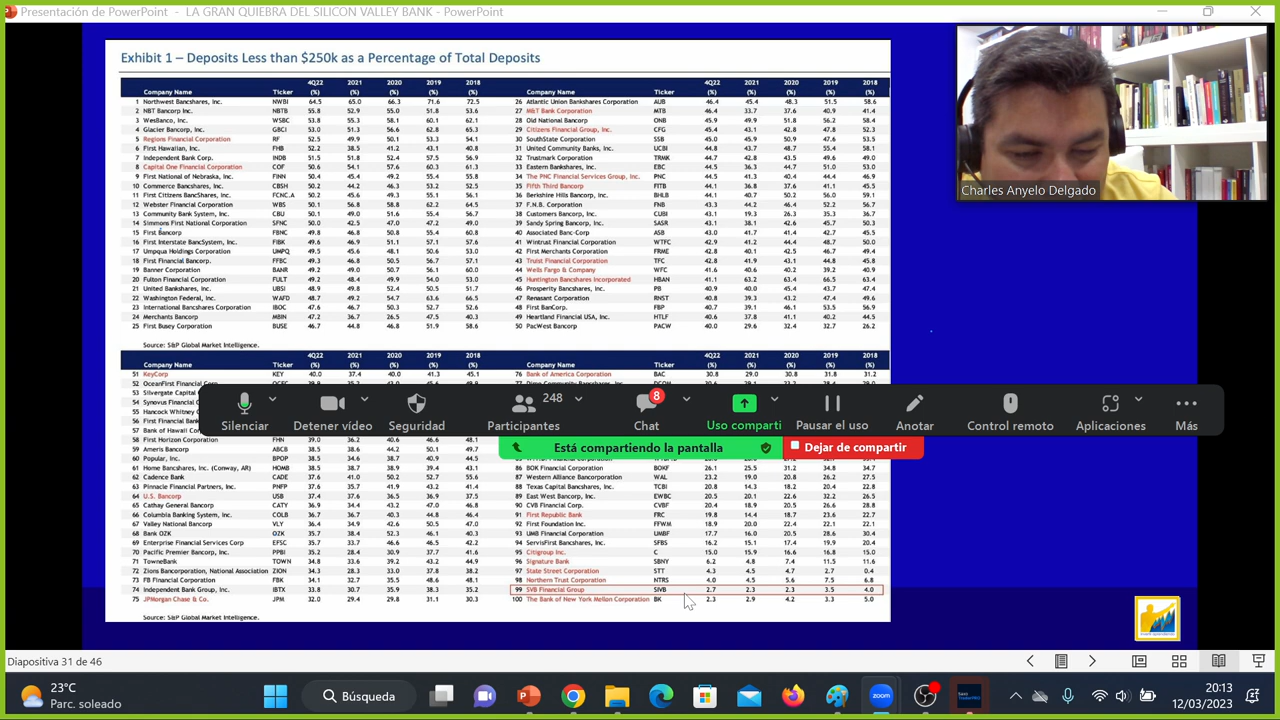 Presentación de PowerPoint - LA GRAN QUIEBRA DEL SILICON VALLEY BANK - PowerPoint
Exhibit 1 – Deposits Less than $250k as a Percentage of Total Deposits
4Q22 2021 2020 2019 2018
Company Name Ticker (%) (%) (%) (%) (%)
1 Northwest Bancshares, Inc. NWBI 64.5 65.0 66.3 71.6 72.5
2 NBT Bancorp Inc. NBTB 55.8 52.9 55.0 51.8 53.6
3 WesBanco, Inc. WSBC 53.8 55.3 58.1 60.1 62.1
4 Glacier Bancorp, Inc. GBCI 53.0 51.3 56.6 62.8 65.3
5 Regions Financial Corporation RF 52.5 49.9 50.1 53.3 54.1
6 First Hawaiian, Inc. FHB 52.2 38.5 41.2 43.1 40.8
7 Independent Bank Corp. INDB 51.5 51.8 52.4 57.5 56.9
8 Capital One Financial Corporation COF 50.6 54.1 57.6 60.3 61.3
9 First National of Nebraska, Inc. FINN 50.4 45.4 49.2 55.4 55.8
10 Commerce Bancshares, Inc. CBSH 50.2 44.2 46.3 53.2 52.5
11 First Citizens BancShares, Inc. FCNC.A 50.2 45.6 49.3 55.1 56.1
12 Webster Financial Corporation WBS 50.1 56.8 58.8 62.2 64.5
13 Community Bank System, Inc. CBU 50.1 49.0 51.6 55.4 56.7
14 Simmons First National Corporation SFNC 50.0 42.5 47.0 47.2 49.0
15 First Bancorp FBNC 49.8 46.8 50.8 55.4 60.8
16 First Interstate BancSystem, Inc. FIBK 49.6 46.9 51.1 57.1 57.6
17 Umpqua Holdings Corporation UMPQ 49.5 45.6 48.1 50.6 53.0
18 First Financial Bancorp. FFBC 49.3 46.8 50.5 56.7 57.1
19 Banner Corporation BANR 49.2 49.0 50.7 56.1 60.0
20 Fulton Financial Corporation FULT 49.2 48.4 49.9 54.0 53.0
21 United Bankshares, Inc. UBSI 48.9 49.8 52.4 50.5 51.7
22 Washington Federal, Inc. WAFD 48.7 49.2 54.7 63.6 66.5
23 International Bancshares Corporation IBOC 47.6 46.7 50.3 52.7 52.6
24 Merchants Bancorp MBIN 47.2 36.7 26.5 47.5 40.3
25 First Busey Corporation BUSE 46.7 44.8 46.8 51.9 58.6
Source: S&P Global Market Intelligence.
4Q22 2021 2020 2019 2018
Company Name Ticker (%) (%) (%) (%) (%)
26 Atlantic Union Bankshares Corporation AUB 46.4 45.4 48.3 51.5 58.6
27 M&T Bank Corporation MTB 46.4 33.7 37.6 40.9 41.4
28 Old National Bancorp ONB 45.9 49.9 51.8 56.2 58.4
29 Citizens Financial Group, Inc. CFG 45.4 43.1 42.8 47.8 52.3
30 SouthState Corporation SSB 45.0 45.9 50.9 47.6 53.5
31 United Community Banks, Inc. UCBI 44.8 43.7 48.7 55.4 58.1
32 Trustmark Corporation TRMK 44.7 42.8 43.5 49.6 49.0
33 Eastern Bankshares, Inc. EBC 44.5 36.3 44.7 51.0 53.0
34 The PNC Financial Services Group, Inc. PNC 44.5 41.3 40.4 44.4 46.9
35 Fifth Third Bancorp FITB 44.1 36.8 37.6 41.1 45.5
36 Berkshire Hills Bancorp, Inc. BHLB 44.1 40.7 50.2 56.0 59.1
37 F.N.B. Corporation FNB 43.3 44.2 46.4 52.2 56.7
38 Customers Bancorp, Inc. CUBI 43.1 19.3 26.3 35.3 36.7
39 Sandy Spring Bancorp, Inc. SASR 43.1 38.1 42.6 45.7 50.3
40 Associated Banc-Corp ASB 43.0 41.7 41.4 42.7 45.5
41 Wintrust Financial Corporation WTFC 42.9 41.2 44.4 48.7 50.0
42 First Merchants Corporation FRME 42.8 40.1 42.5 46.7 49.4
43 Truist Financial Corporation TFC 42.8 41.9 43.1 44.8 45.8
44 Wells Fargo & Company WFC 41.6 40.6 40.2 39.2 40.9
45 Huntington Bancshares Incorporated HBAN 41.1 63.2 63.4 66.5 63.4
46 Prosperity Bancshares, Inc. PB 40.9 40.0 45.4 43.7 47.4
47 Renasant Corporation RNST 40.8 39.3 43.2 47.4 49.6
48 First BanCorp. FBP 40.7 39.1 46.1 53.5 56.9
49 Heartland Financial USA, Inc. HTLF 40.6 37.8 41.1 40.2 44.5
50 PacWest Bancorp PACW 40.0 29.6 32.4 32.7 26.2
4Q22 2021 2020 2019 2018
Company Name Ticker (%) (%) (%) (%) (%)
51 KeyCorp KEY 40.0 37.4 40.0 41.3 45.1
52 OceanFirst Financial Corp.
53 Silvergate Capital
54 Synovus Financial
55 Hancock Whitney
56 First Financial Bank
57 Bank of Hawaii
58 First Horizon Corporation FHN 39.0 36.2 40.6 46.6 48.1
59 Ameris Bancorp ABCB 38.5 38.6 44.2 50.1 49.7
60 Popular, Inc. BPOP 34.5 34.6 38.7 40.9 44.5
61 Home Bancshares, Inc. (Conway, AR) HOMB 38.5 38.7 38.9 39.4 43.1
62 Cadence Bank CADE 37.6 41.0 50.2 52.7 55.6
63 Pinnacle Financial Partners, Inc. PNFP 37.6 35.7 41.9 43.2 41.4
64 U.S. Bancorp USB 37.4 37.6 36.5 36.9 37.5
65 Cathay General Bancorp CATY 36.9 34.4 43.2 47.0 46.8
66 Columbia Banking System, Inc. COLB 36.7 36.7 40.3 44.8 46.4
67 Valley National Bancorp VLY 36.4 34.9 42.6 50.5 47.0
68 Bank OZK OZK 35.7 38.4 52.3 46.1 40.3
69 Enterprise Financial Services Corp EFSC 35.7 33.7 46.6 45.5 42.2
70 Pacific Premier Bancorp, Inc. PPBI 35.2 28.4 30.9 37.7 41.6
71 TowneBank TOWN 34.8 33.6 39.2 43.2 44.9
72 Zions Bancorporation, National Association ZION 34.3 28.3 33.0 37.8 38.2
73 FB Financial Corporation FBK 34.1 32.7 35.5 48.6 48.1
74 Independent Bank Group, Inc. IBTX 33.8 30.7 35.9 38.3 35.2
75 JPMorgan Chase & Co. JPM 32.0 29.4 29.8 31.1 30.3
Source: S&P Global Market Intelligence.
4Q22 2021 2020 2019 2018
Company Name Ticker (%) (%) (%) (%) (%)
76 Bank of America Corporation BAC 30.8 29.0 30.8 31.8 31.2
86 BOK Financial Corporation BOKF 26.1 25.5 31.2 34.8 34.7
87 Western Alliance Bancorporation WAL 23.2 19.0 20.8 26.2 27.5
88 Texas Capital Bancshares, Inc. TCBI 20.8 14.3 18.2 20.4 22.8
89 East West Bancorp, Inc. EWBC 20.5 20.1 22.6 32.2 26.5
90 CVB Financial Corp. CVBF 20.4 18.9 20.5 26.6 28.8
91 First Republic Bank FRC 19.8 14.4 18.7 23.6 22.7
92 First Foundation Inc. FFWM 18.9 20.0 22.4 22.1 22.1
93 UMB Financial Corporation UMBF 17.7 16.0 20.5 28.6 30.4
94 ServisFirst Bancshares, Inc. SFBS 16.2 15.1 17.4 19.9 20.4
95 Citigroup Inc. C 15.0 15.9 16.6 16.8 15.0
96 Signature Bank SBNY 6.2 4.8 7.4 11.5 11.6
97 State Street Corporation STT 4.3 4.5 4.7 2.7 0.4
98 Northern Trust Corporation NTRS 4.0 4.5 5.6 7.5 6.8
99 SVB Financial Group SIVB 2.7 2.3 2.3 3.5 4.0
100 The Bank of New York Mellon Corporation BK 2.3 2.9 4.2 3.3 5.0
Charles Anyelo Delgado
Silenciar
Detener vídeo
Seguridad
248
Participantes
8
Chat
Uso comparti
Pausar el uso
Anotar
Control remoto
Aplicaciones
Más
Está compartiendo la pantalla
Dejar de compartir
Diapositiva 31 de 46
23°C
Parc. soleado
Búsqueda
zoom
20:13
12/03/2023